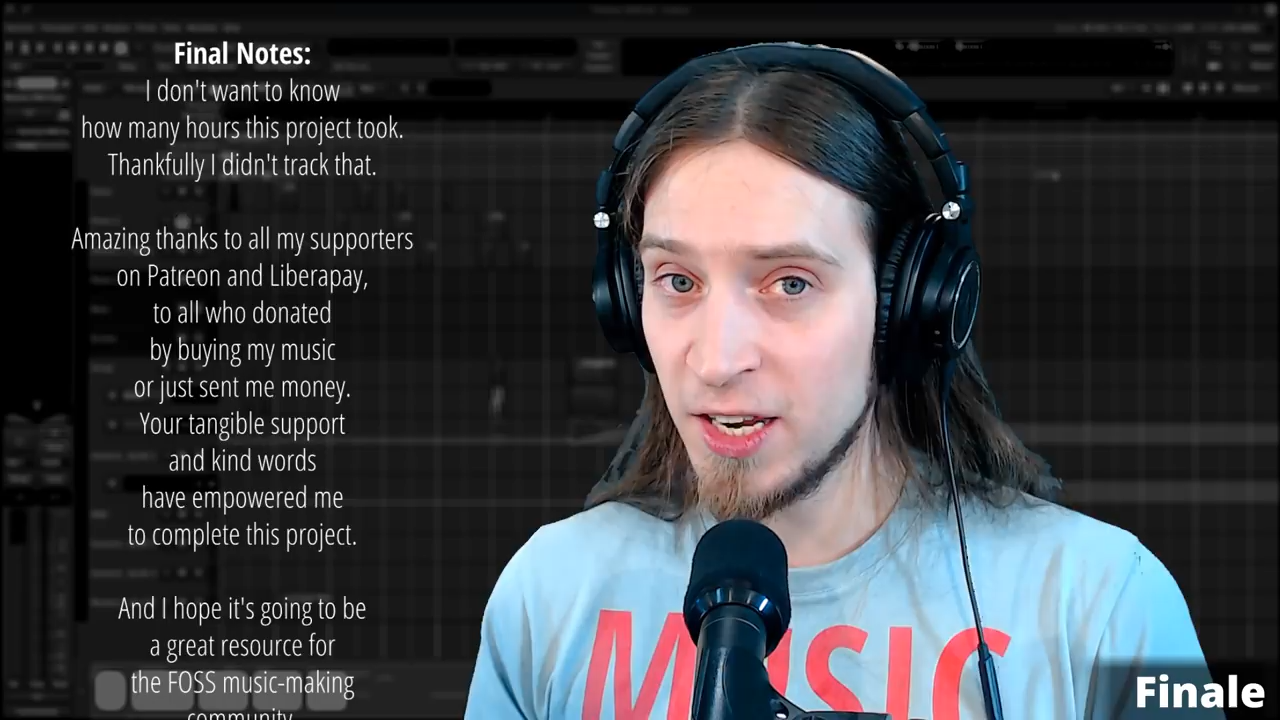 Final Notes:
I don't want to know
how many hours this project took.
Thankfully I didn't track that.
Amazing thanks to all my supporters
on Patreon and Liberapay,
to all who donated
by buying my music
or just sent me money.
Your tangible support
and kind words
have empowered me
to complete this project.
And I hope it's going to be
a great resource for
the FOSS music-making
community
MUSIC
Finale